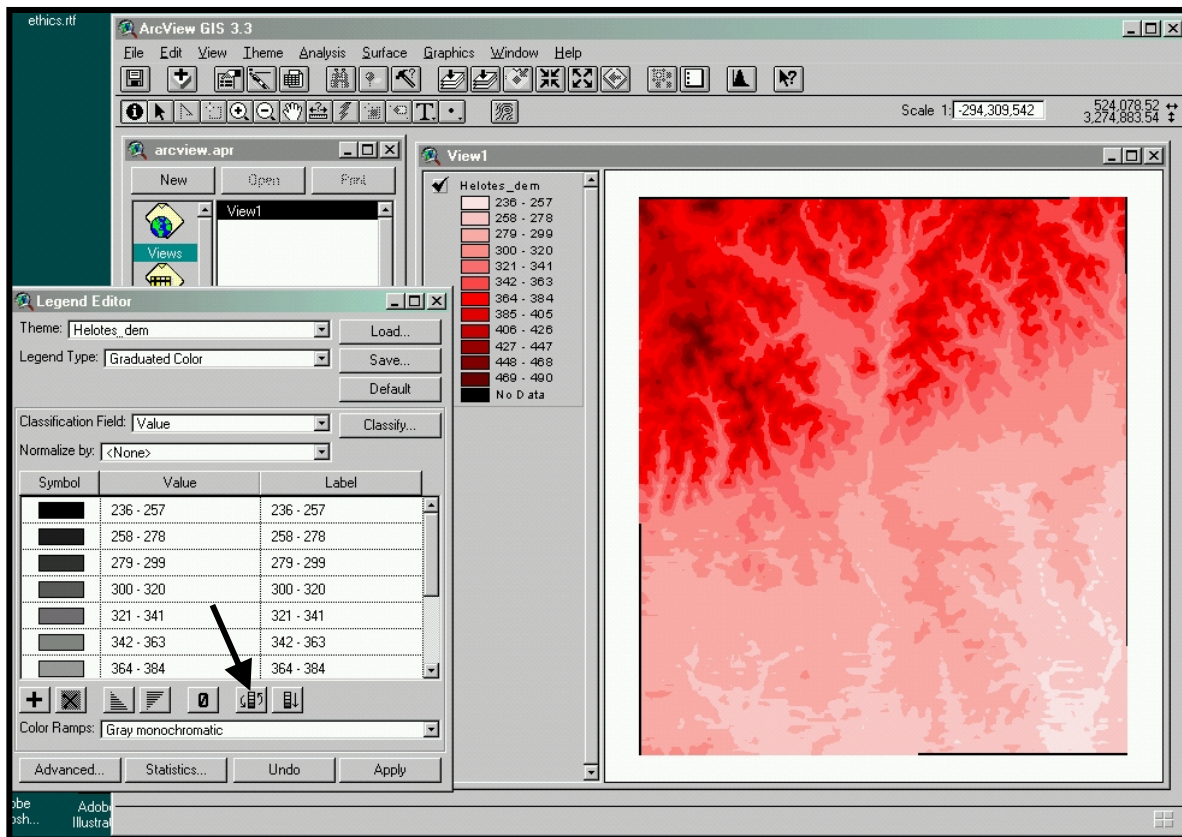 ethics.rtf
ArcView GIS 3.3
File Edit View Theme Analysis Surface Graphics Window Help
Scale 1: -294,309,542
524,078.52
3,274,883.54
arcview.apr
New Open Print
Views
View1
View1
Helotes_dem
236 - 257
258 - 278
279 - 299
300 - 320
321 - 341
342 - 363
364 - 384
385 - 405
406 - 426
427 - 447
448 - 468
469 - 490
No Data
Legend Editor
Theme: Helotes_dem
Load...
Legend Type: Graduated Color
Save...
Default
Classification Field: Value
Classify...
Normalize by: <None>
Symbol Value Label
236 - 257 236 - 257
258 - 278 258 - 278
279 - 299 279 - 299
300 - 320 300 - 320
321 - 341 321 - 341
342 - 363 342 - 363
364 - 384 364 - 384
Color Ramps: Gray monochromatic
Advanced... Statistics... Undo Apply
obe Adob
osh... Illustrat